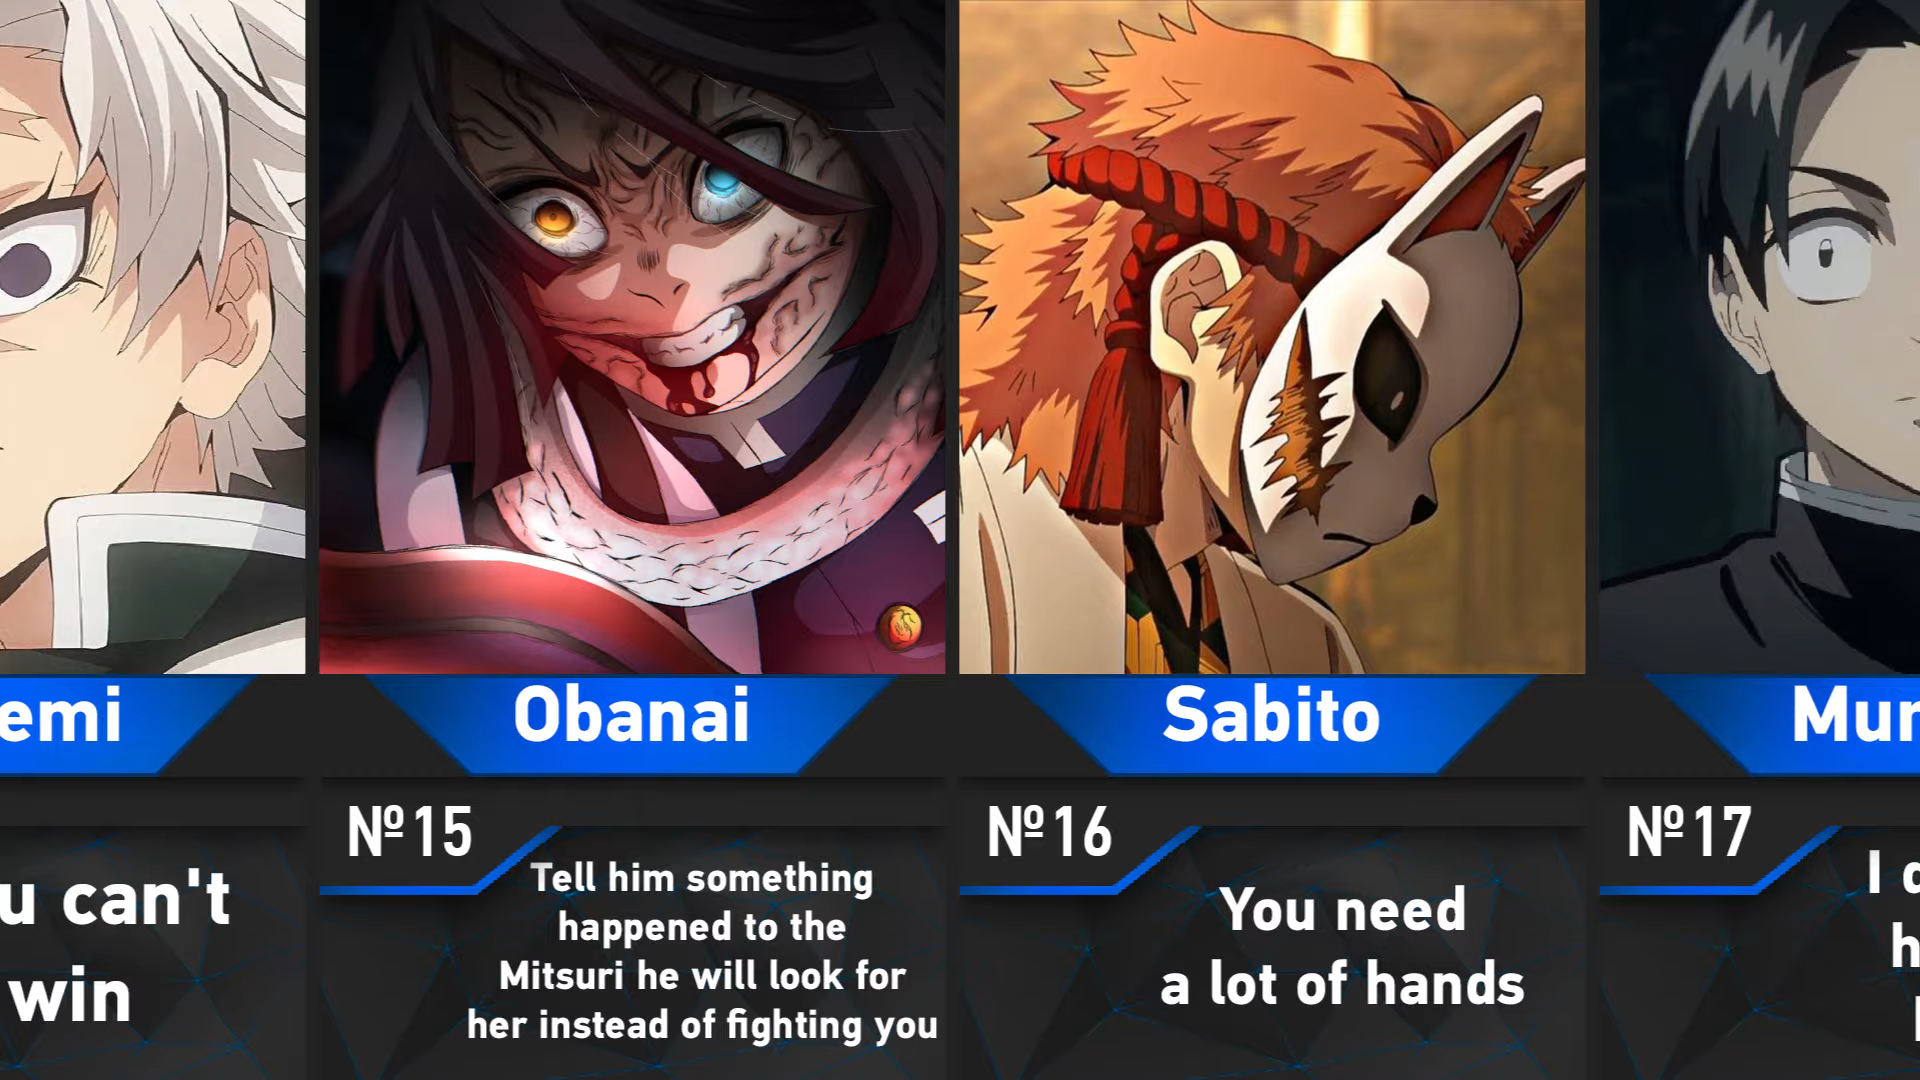 emi
u can't
win
Obanai
Nº15
Tell him something
happened to the
Mitsuri he will look for
her instead of fighting you
Sabito
Nº16
You need
a lot of hands
Mur
Nº17
I
h